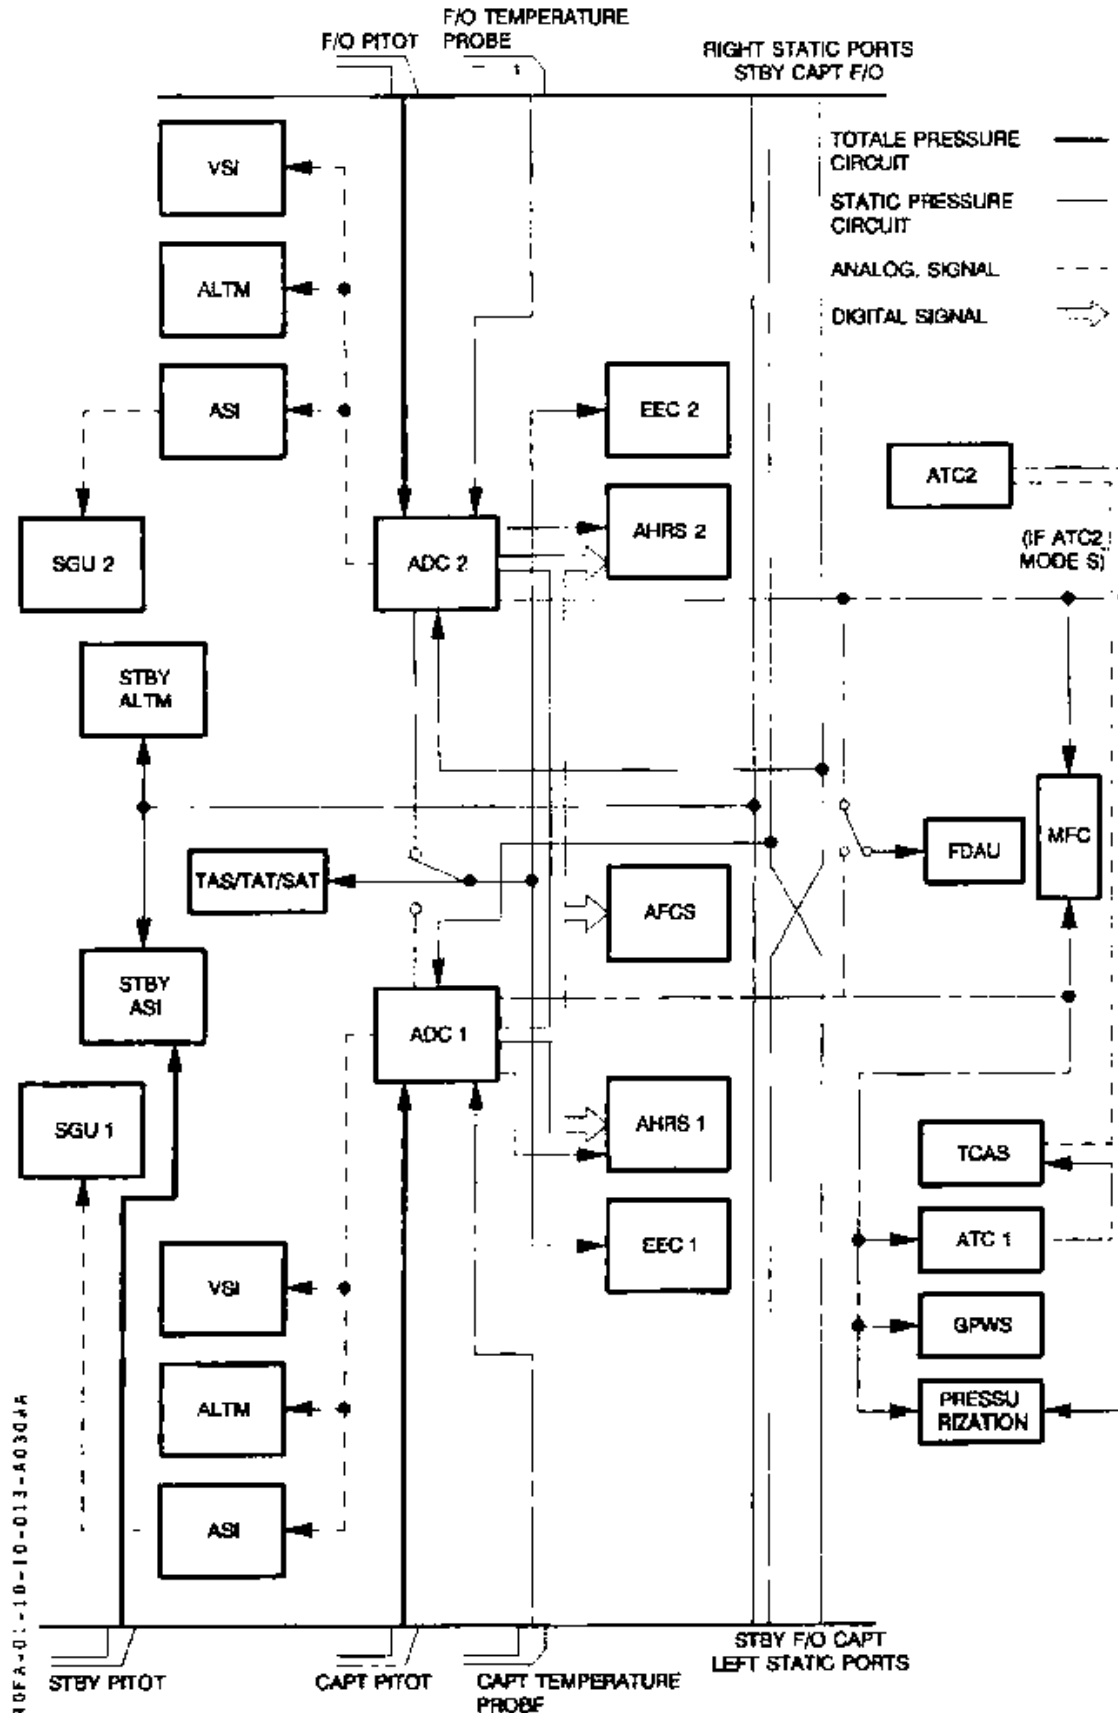 F/O TEMPERATURE
PROBE
F/O PITOT
RIGHT STATIC PORTS
STBY CAPT F/O
TOTALE PRESSURE
CIRCUIT
STATIC PRESSURE
CIRCUIT
ANALOG. SIGNAL
DIGITAL SIGNAL
VSI
ALTM
ASI
SGU 2
ADC 2
EEC 2
AHRS 2
ATC2
(IF ATC2
MODE S)
STBY
ALTM
TAS/TAT/SAT
FDAU
MFC
AFCS
STBY
ASI
ADC 1
SGU 1
AHRS 1
EEC 1
TCAS
ATC 1
GPWS
PRESSU
RIZATION
VSI
ALTM
ASI
STBY PITOT
CAPT PITOT
CAPT TEMPERATURE
PROBE
STBY F/O CAPT
LEFT STATIC PORTS